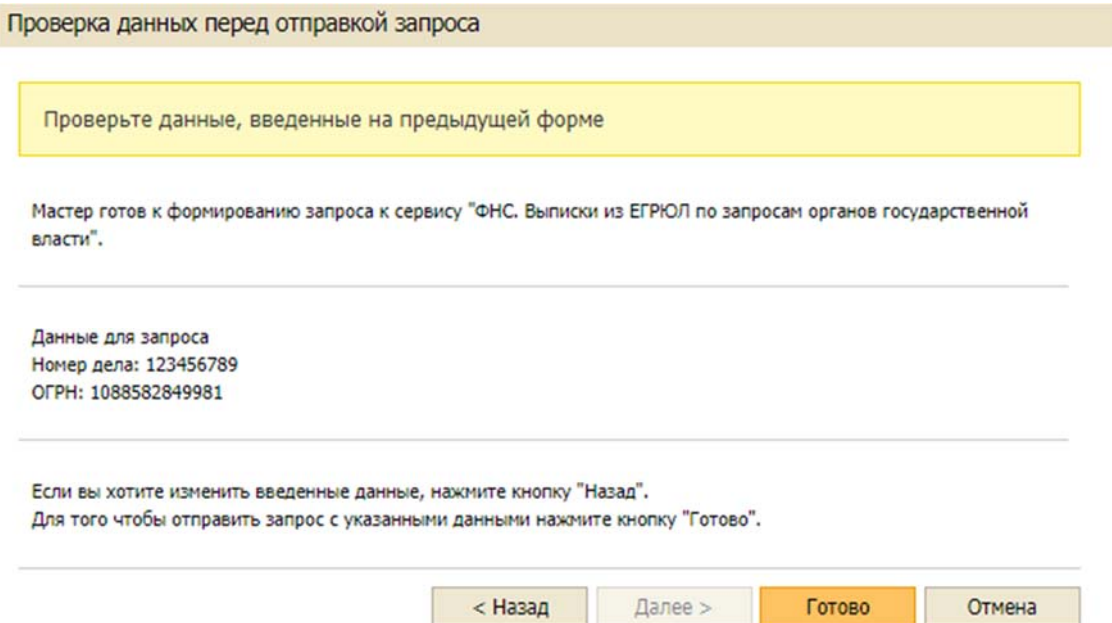 Проверка данных перед отправкой запроса
Проверьте данные, введенные на предыдущей форме
Мастер готов к формированию запроса к сервису "ФНС. Выписки из ЕГРЮЛ по запросам органов государственной
власти".
Данные для запроса
Номер дела: 123456789
ОГРН: 1088582849981
Если вы хотите изменить введенные данные, нажмите кнопку "Назад".
Для того чтобы отправить запрос с указанными данными нажмите кнопку "Готово".
< Назад Далее > Готово Отмена